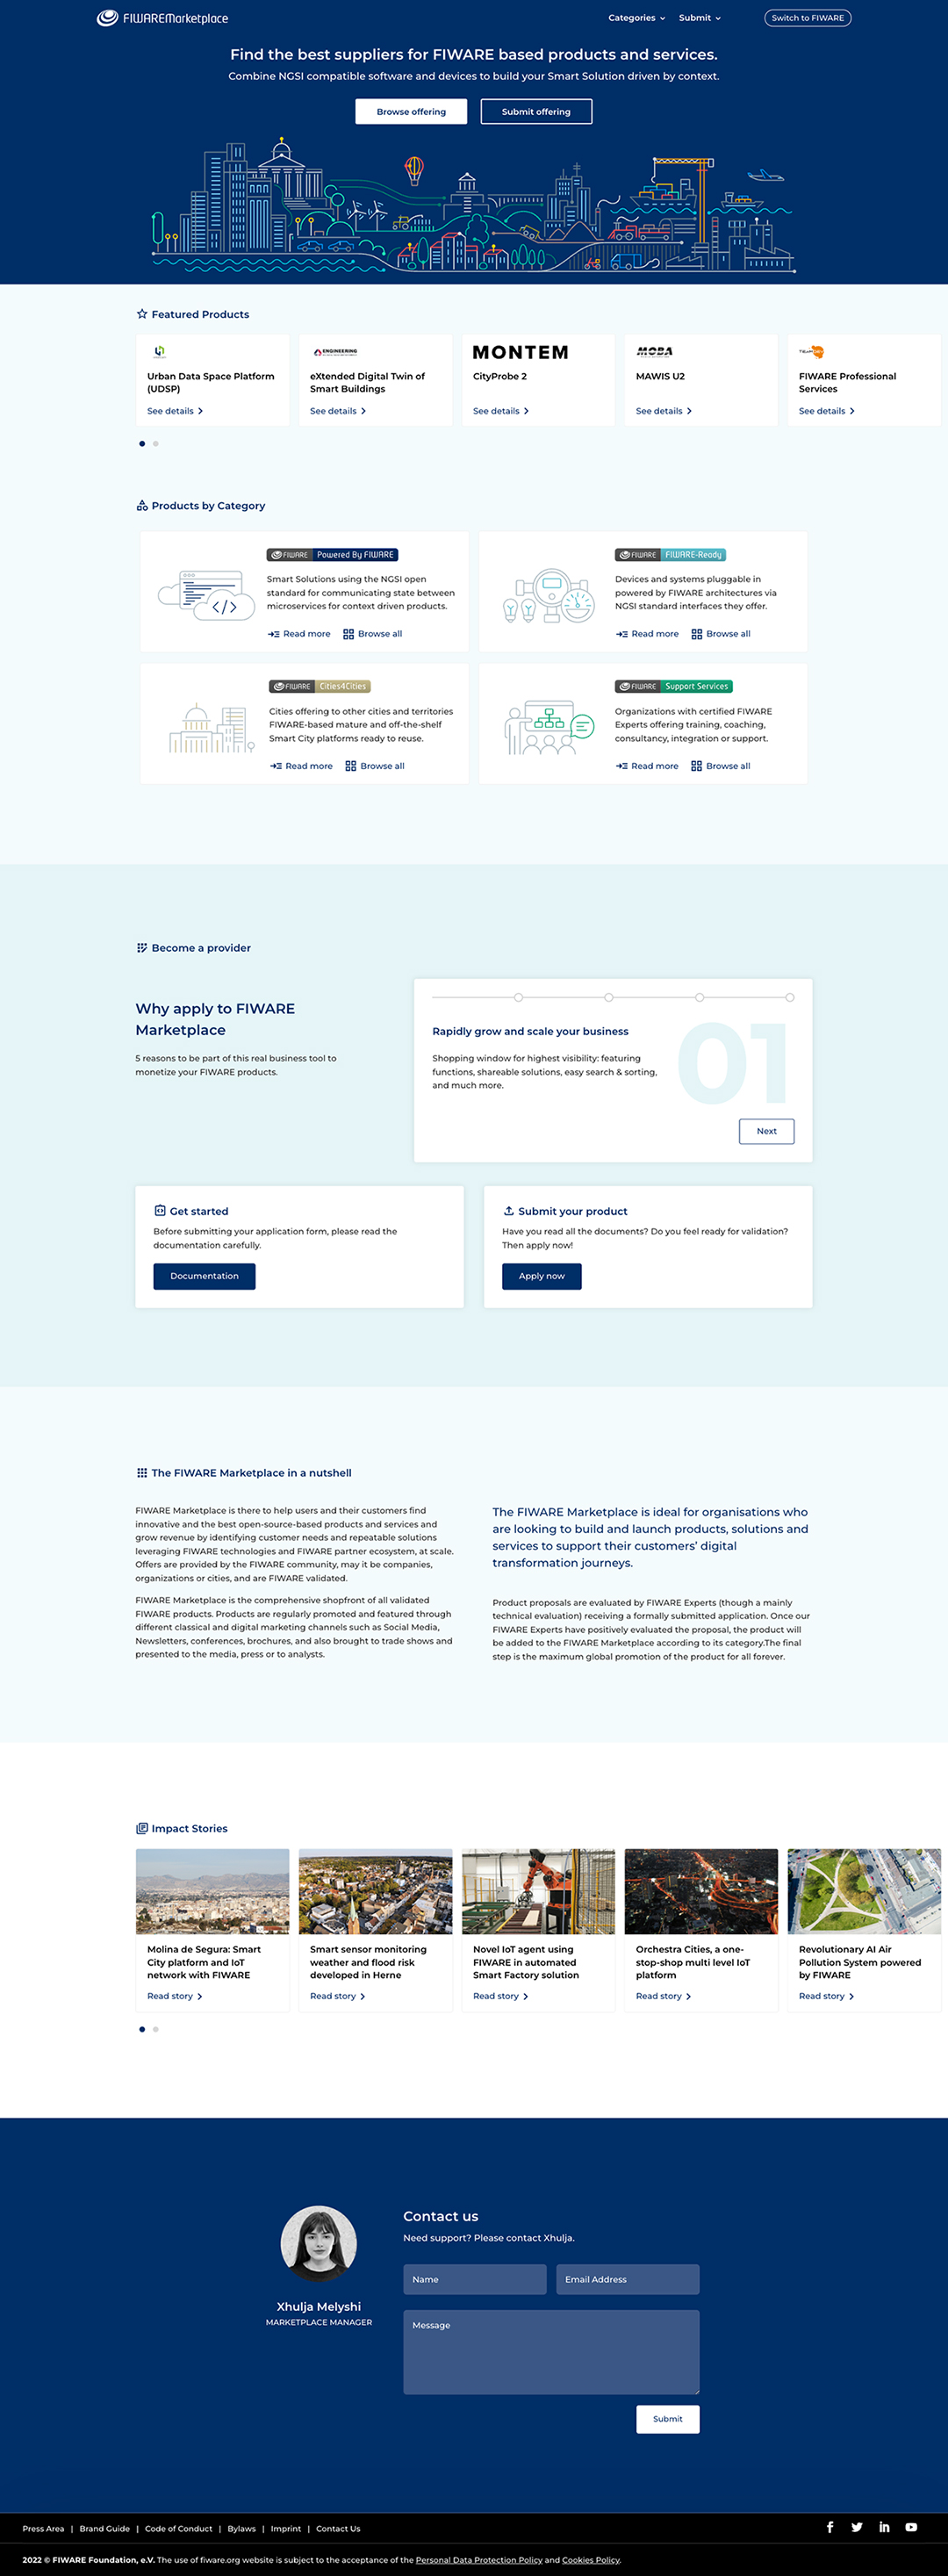 FIWARE Marketplace
Categories Submit Switch to FIWARE
Find the best suppliers for FIWARE based products and services.
Combine NGSI compatible software and devices to build your Smart Solution driven by context.
Browse offering Submit offering
Featured Products
ENGINEERING
MONTEM
MOBA
Urban Data Space Platform
(UDSP)
See details
eXtended Digital Twin of
Smart Buildings
See details
CityProbe 2
See details
MAWIS U2
See details
FIWARE Professional
Services
See details
Products by Category
FIWARE Powered By FIWARE
Smart Solutions using the NGSI open
standard for communicating state between
microservices for context driven products.
Read more Browse all
FIWARE FIWARE-Ready
Devices and systems pluggable in
powered by FIWARE architectures via
NGSI standard interfaces they offer.
Read more Browse all
FIWARE Cities4Cities
Cities offering to other cities and territories
FIWARE-based mature and off-the-shelf
Smart City platforms ready to reuse.
Read more Browse all
FIWARE Support Services
Organizations with certified FIWARE
Experts offering training, coaching,
consultancy, integration or support.
Read more Browse all
Become a provider
Why apply to FIWARE
Marketplace
5 reasons to be part of this real business tool to
monetize your FIWARE products.
Rapidly grow and scale your business
01
Shopping window for highest visibility: featuring
functions, shareable solutions, easy search & sorting,
and much more.
Next
Get started
Before submitting your application form, please read the
documentation carefully.
Documentation
Submit your product
Have you read all the documents? Do you feel ready for validation?
Then apply now!
Apply now
The FIWARE Marketplace in a nutshell
FIWARE Marketplace is there to help users and their customers find
innovative and the best open-source-based products and services and
grow revenue by identifying customer needs and repeatable solutions
leveraging FIWARE technologies and FIWARE partner ecosystem, at scale.
Offers are provided by the FIWARE community, may it be companies,
organizations or cities, and are FIWARE validated.
FIWARE Marketplace is the comprehensive shopfront of all validated
FIWARE products. Products are regularly promoted and featured through
different classical and digital marketing channels such as Social Media,
Newsletters, conferences, brochures, and also brought to trade shows and
presented to the media, press or to analysts.
The FIWARE Marketplace is ideal for organisations who
are looking to build and launch products, solutions and
services to support their customers’ digital
transformation journeys.
Product proposals are evaluated by FIWARE Experts (though a mainly
technical evaluation) receiving a formally submitted application. Once our
FIWARE Experts have positively evaluated the proposal, the product will
be added to the FIWARE Marketplace according to its category.The final
step is the maximum global promotion of the product for all forever.
Impact Stories
Molina de Segura: Smart
City platform and IoT
network with FIWARE
Read story
Smart sensor monitoring
weather and flood risk
developed in Herne
Read story
Novel IoT agent using
FIWARE in automated
Smart Factory solution
Read story
Orchestra Cities, a one-
stop-shop multi level IoT
platform
Read story
Revolutionary AI Air
Pollution System powered
by FIWARE
Read story
Xhulja Melyshi
MARKETPLACE MANAGER
Contact us
Need support? Please contact Xhulja.
Name Email Address
Message
Submit
Press Area | Brand Guide | Code of Conduct | Bylaws | Imprint | Contact Us
2022 © FIWARE Foundation, e.V. The use of fiware.org website is subject to the acceptance of the Personal Data Protection Policy and Cookies Policy.